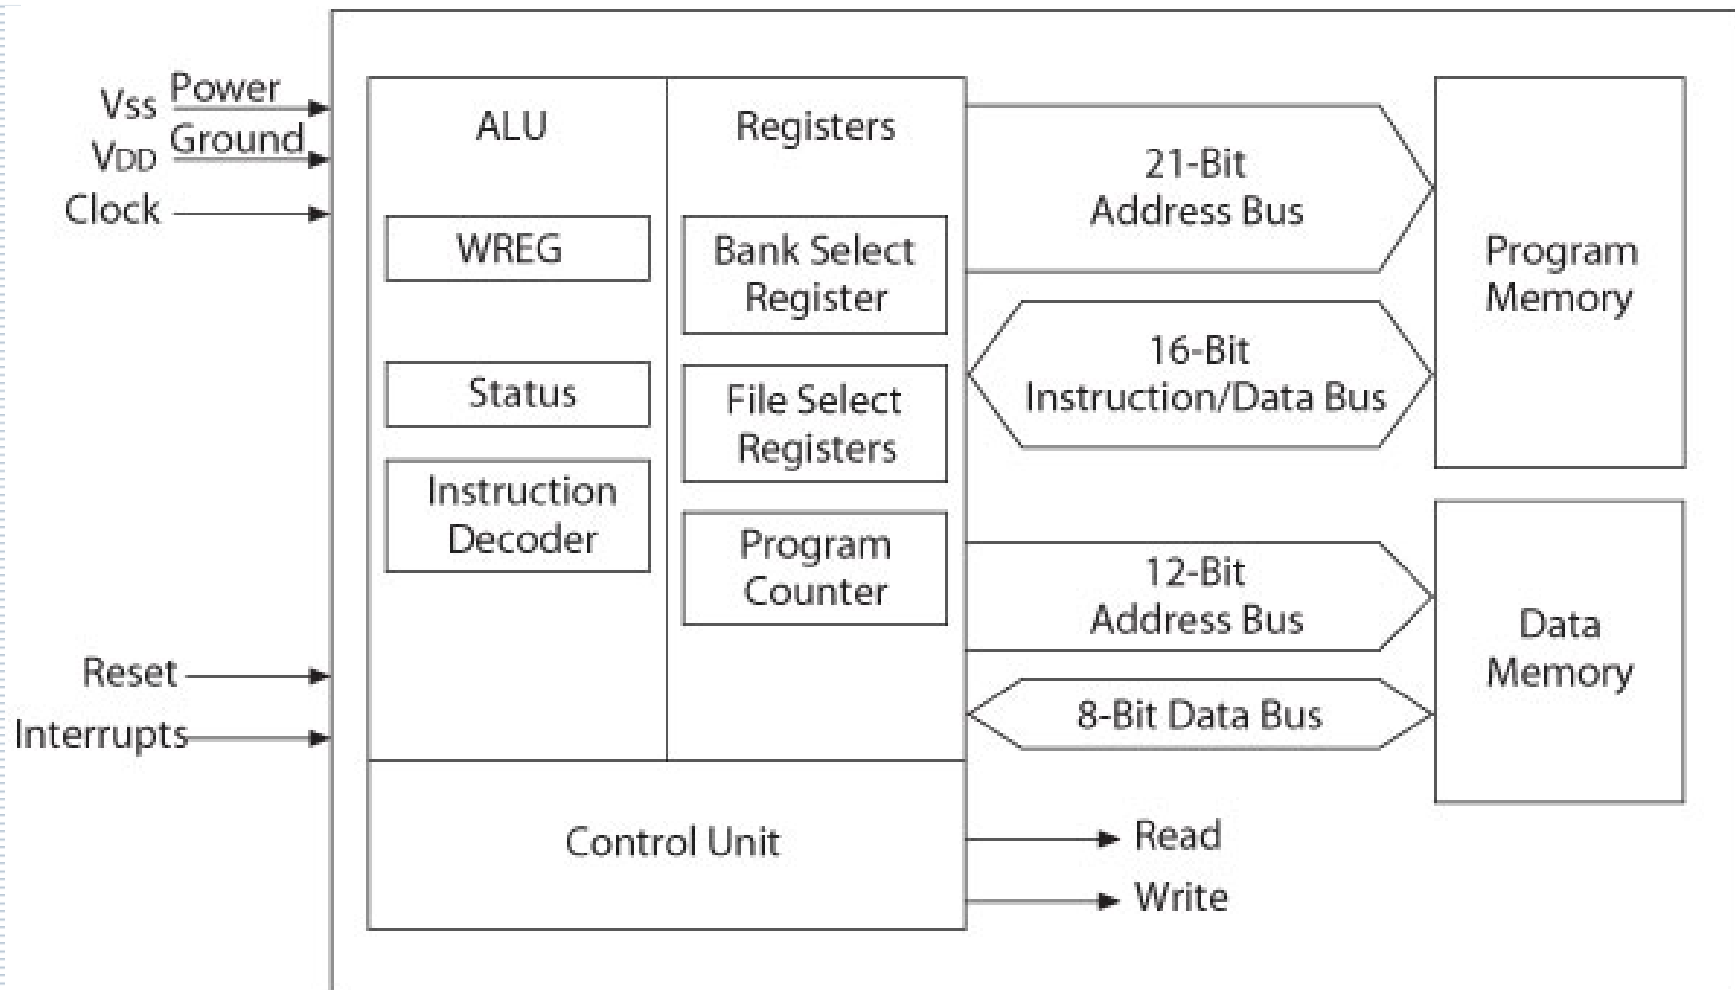 Vss Power
VDD Ground
Clock
Reset
Interrupts
ALU
WREG
Status
Instruction
Decoder
Registers
Bank Select
Register
File Select
Registers
Program
Counter
Control Unit
21-Bit
Address Bus
16-Bit
Instruction/Data Bus
12-Bit
Address Bus
8-Bit Data Bus
Read
Write
Program
Memory
Data
Memory